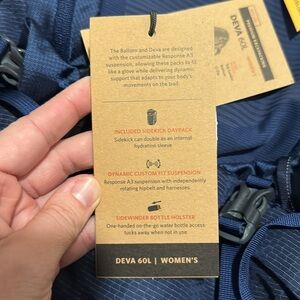 The Baltoro and Deva are designed
with the customizable Response A3
suspension, allowing these packs to fit
like a glove while delivering dynamic
support that adapts to your body's
movements on the trail.
INCLUDED SIDEKICK DAYPACK
Sidekick can double as an internal
hydration sleeve
DYNAMIC CUSTOM FIT SUSPENSION
Response A3 suspension with independently
rotating hipbelt and harnesses.
SIDEWINDER BOTTLE HOLSTER
One-handed on-the-go water bottle access
tucks away when not in use
DEVA 60L | WOMEN'S
DEVA 60L